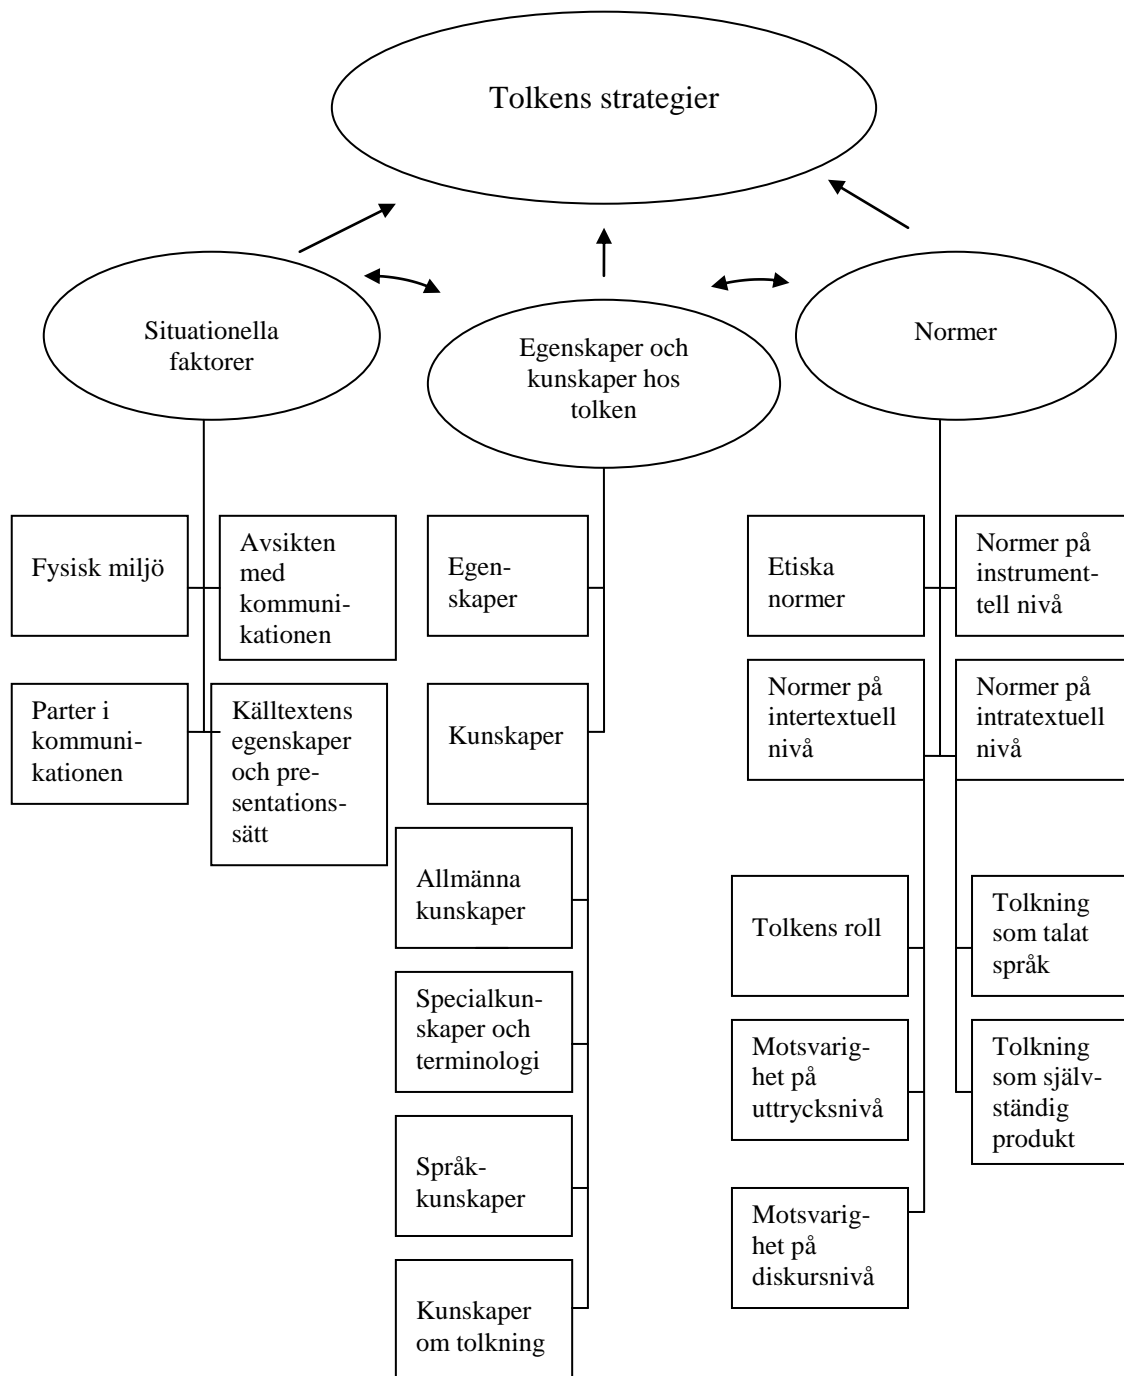 Tolkens strategier
Situationella
faktorer
Egenskaper och
kunskaper hos
tolken
Normer
Fysisk miljö
Avsikten
med
kommuni-
kationen
Parter i
kommuni-
kationen
Källtextens
egenskaper
och pre-
sentations-
sätt
Egen-
skaper
Kunskaper
Allmänna
kunskaper
Specialkun-
skaper och
terminologi
Språk-
kunskaper
Kunskaper
om tolkning
Etiska
normer
Normer på
instrument-
tell nivå
Normer på
intertextuell
nivå
Normer på
intratextuell
nivå
Tolkens roll
Motsvarig-
het på
uttrycksnivå
Motsvarig-
het på
diskursnivå
Tolkning
som talat
språk
Tolkning
som själv-
ständig
produkt